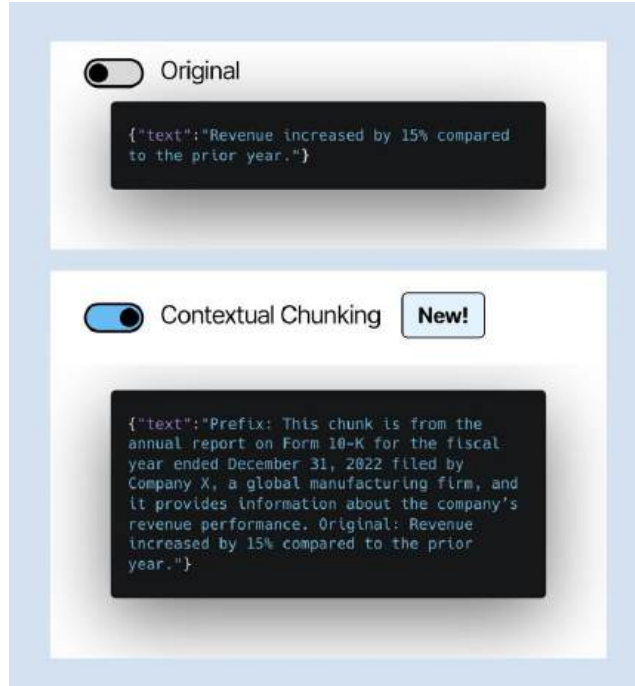 Original
{"text":"Revenue increased by 15% compared
to the prior year."}
Contextual Chunking New!
{"text":"Prefix: This chunk is from the
annual report on Form 10-K for the fiscal
year ended December 31, 2022 filed by
Company X, a global manufacturing firm, and
it provides information about the company's
revenue performance. Original: Revenue
increased by 15% compared to the prior
year."}